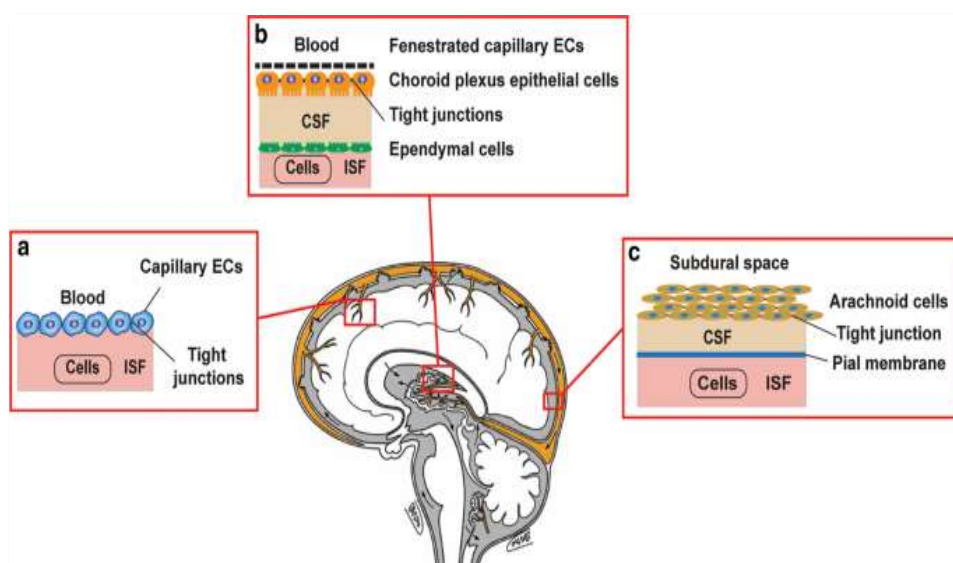 b
Blood
Fenestrated capillary ECs
Choroid plexus epithelial cells
Tight junctions
CSF
Ependymal cells
Cells
ISF
a
Capillary ECs
Blood
Tight
junctions
Cells
ISF
c
Subdural space
Arachnoid cells
Tight junction
CSF
Pial membrane
Cells
ISF